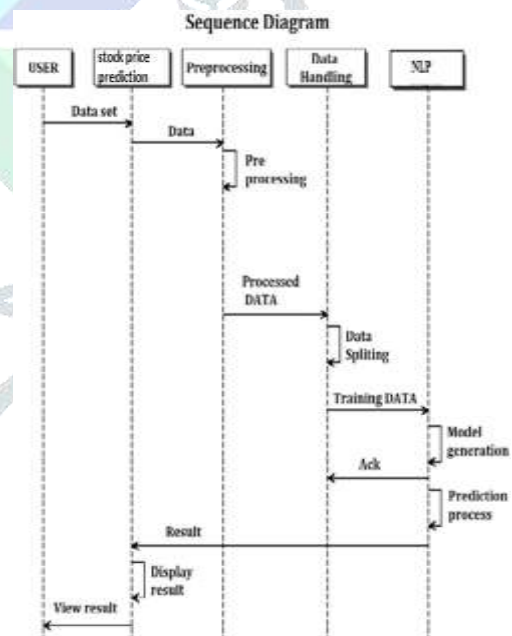 Sequence Diagram
USER
stock price
prediction
Preprocessing
Data
Handling
NLP
Data set
Data
Pre
processing
Processed
DATA
Data
Spliting
Training DATA
Model
generation
Ack
Prediction
process
Result
Display
result
View result